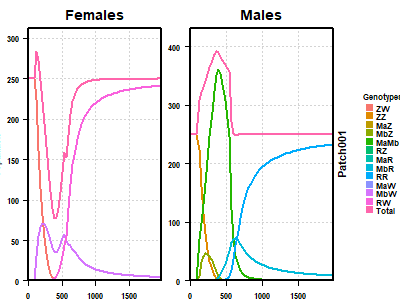 Females Males
300
250
200
150
100
50
0
0 500 1000 1500
400
300
200
100
0
0 500 1000 1500
Patch001
Genotype
ZW
ZZ
MaZ
MbZ
MaMb
RZ
MaR
MbR
RR
MaW
MbW
RW
Total